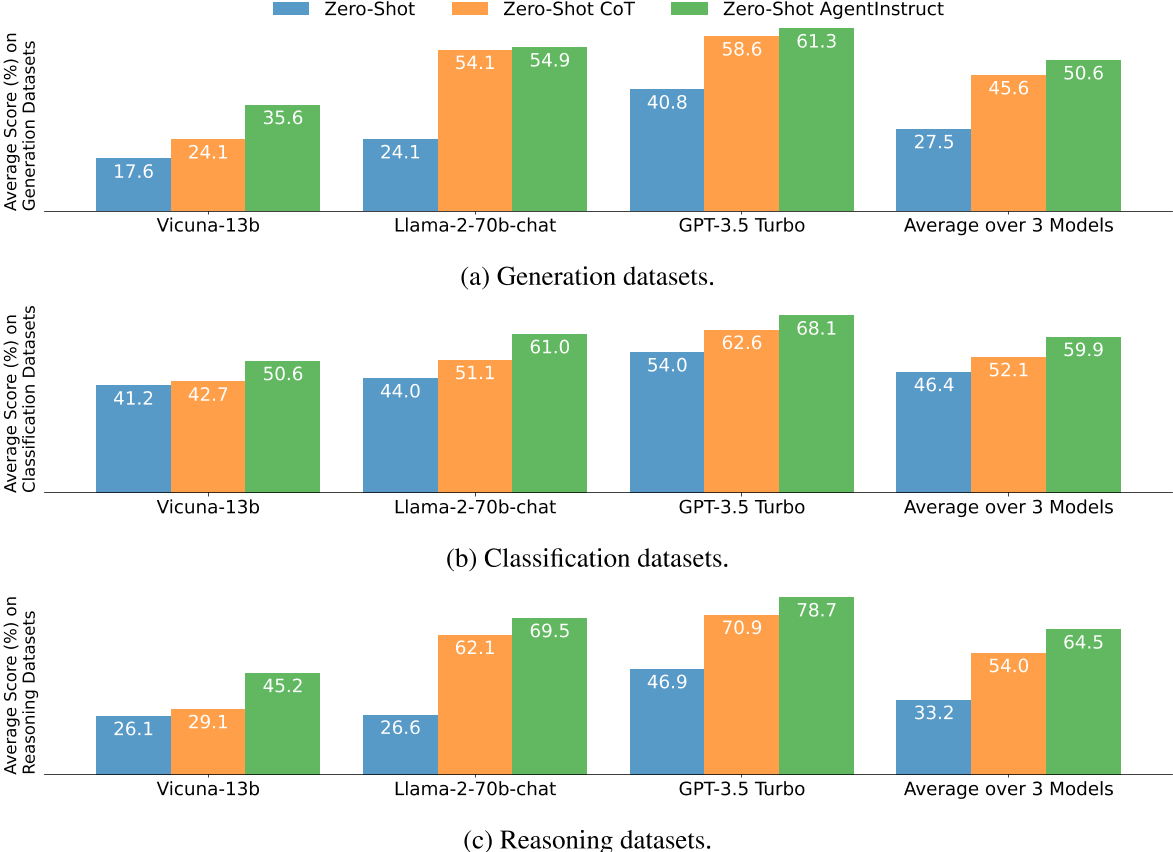 Zero-Shot Zero-Shot CoT Zero-Shot AgentInstruct
Average Score (%) on
Generation Datasets
17.6 24.1 35.6 24.1 54.1 54.9 40.8 58.6 61.3 27.5 45.6 50.6
Vicuna-13b Llama-2-70b-chat GPT-3.5 Turbo Average over 3 Models
(a) Generation datasets.
Average Score (%) on
Classification Datasets
41.2 42.7 50.6 44.0 51.1 61.0 54.0 62.6 68.1 46.4 52.1 59.9
Vicuna-13b Llama-2-70b-chat GPT-3.5 Turbo Average over 3 Models
(b) Classification datasets.
Average Score (%) on
Reasoning Datasets
26.1 29.1 45.2 26.6 62.1 69.5 46.9 70.9 78.7 33.2 54.0 64.5
Vicuna-13b Llama-2-70b-chat GPT-3.5 Turbo Average over 3 Models
(c) Reasoning datasets.